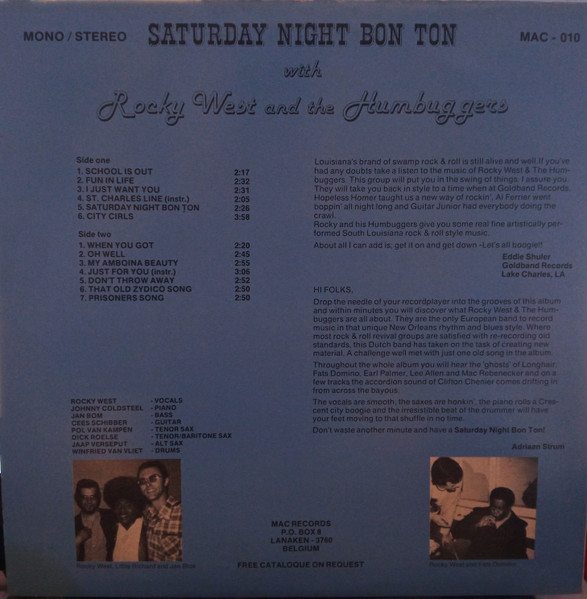 MONO / STEREO
SATURDAY NIGHT BON TON
MAC - 010
with
Rocky West and the Humbuggers
Side one
1. SCHOOL IS OUT 2:17
2. FUN IN LIFE 2:32
3. I JUST WANT YOU 2:31
4. ST. CHARLES LINE (instr.) 2:05
5. SATURDAY NIGHT BON TON 2:26
6. CITY CIRLS 3:58
Side two
1. WHEN YOU GOT 2:20
2. OH WELL 2:45
3. MY AMBOINA BEAUTY 2:55
4. JUST FOR YOU (instr.) 3:06
5. DON'T THROW AWAY 2:52
6. THAT OLD ZYDICO SONG 2:50
7. PRISONERS SONG 2:50
ROCKY WEST - VOCALS
JOHNNY COLDSTEEL - PIANO
JAN BOM - BASS
CEES SCHIBBER - GUITAR
POL VAN KAMPEN - TENOR SAX
DICK ROELSE - TENOR/BARITONE SAX
JAAP VERSEPUT - ALT SAX
WINFRIED VAN VLIET - DRUMS
Rocky West, Little Richard and Jan Bom
Louisiana's brand of swamp rock & roll is still alive and well. If you've
had any doubts take a listen to the music of Rocky West & The Hum-
buggers. This group will put you in the swing of things, I assure you.
They will take you back in style to a time when at Goldband Records,
Hopeless Homer taught us a new way of rockin', Al Ferrier went
boppin' all night long and Guitar Junior had everybody doing the
crawl.
Rocky and his Humbuggers give you some real fine artistically per-
formed South Louisiana rock & roll style music.
About all I can add is, get it on and get down -Let's all boogie!!
Eddie Shuler
Goldband Records
Lake Charles, LA
HI FOLKS,
Drop the needle of your recordplayer into the grooves of this album
and within minutes you will discover what Rocky West & The Hum-
buggers are all about. They are the only European band to record
music in that unique New Orleans rhythm and blues style. Where
most rock & roll revival groups are satisfied with re-recording old
standards, this Dutch band has taken on the task of creating new
material. A challenge well met with just one old song in the album.
Throughout the whole album you will hear the 'ghosts' of Longhair,
Fats Domino, Earl Palmer, Lee Allen and Mac Rebenecker and on a
few tracks the accordion sound of Clifton Chenier comes drifting in
from across the bayous.
The vocals are smooth, the saxes are honkin', the piano rolls a Cres-
cent city boogie and the irresistible beat of the drummer will have
your feet moving to that shuffle in no time.
Don't waste another minute and have a Saturday Night Bon Ton!
Adriaan Sturm
MAC RECORDS
P.O. BOX 8
LANAKEN - 3760
BELGIUM
FREE CATALOGUE ON REQUEST
Rocky West and Fats Domino